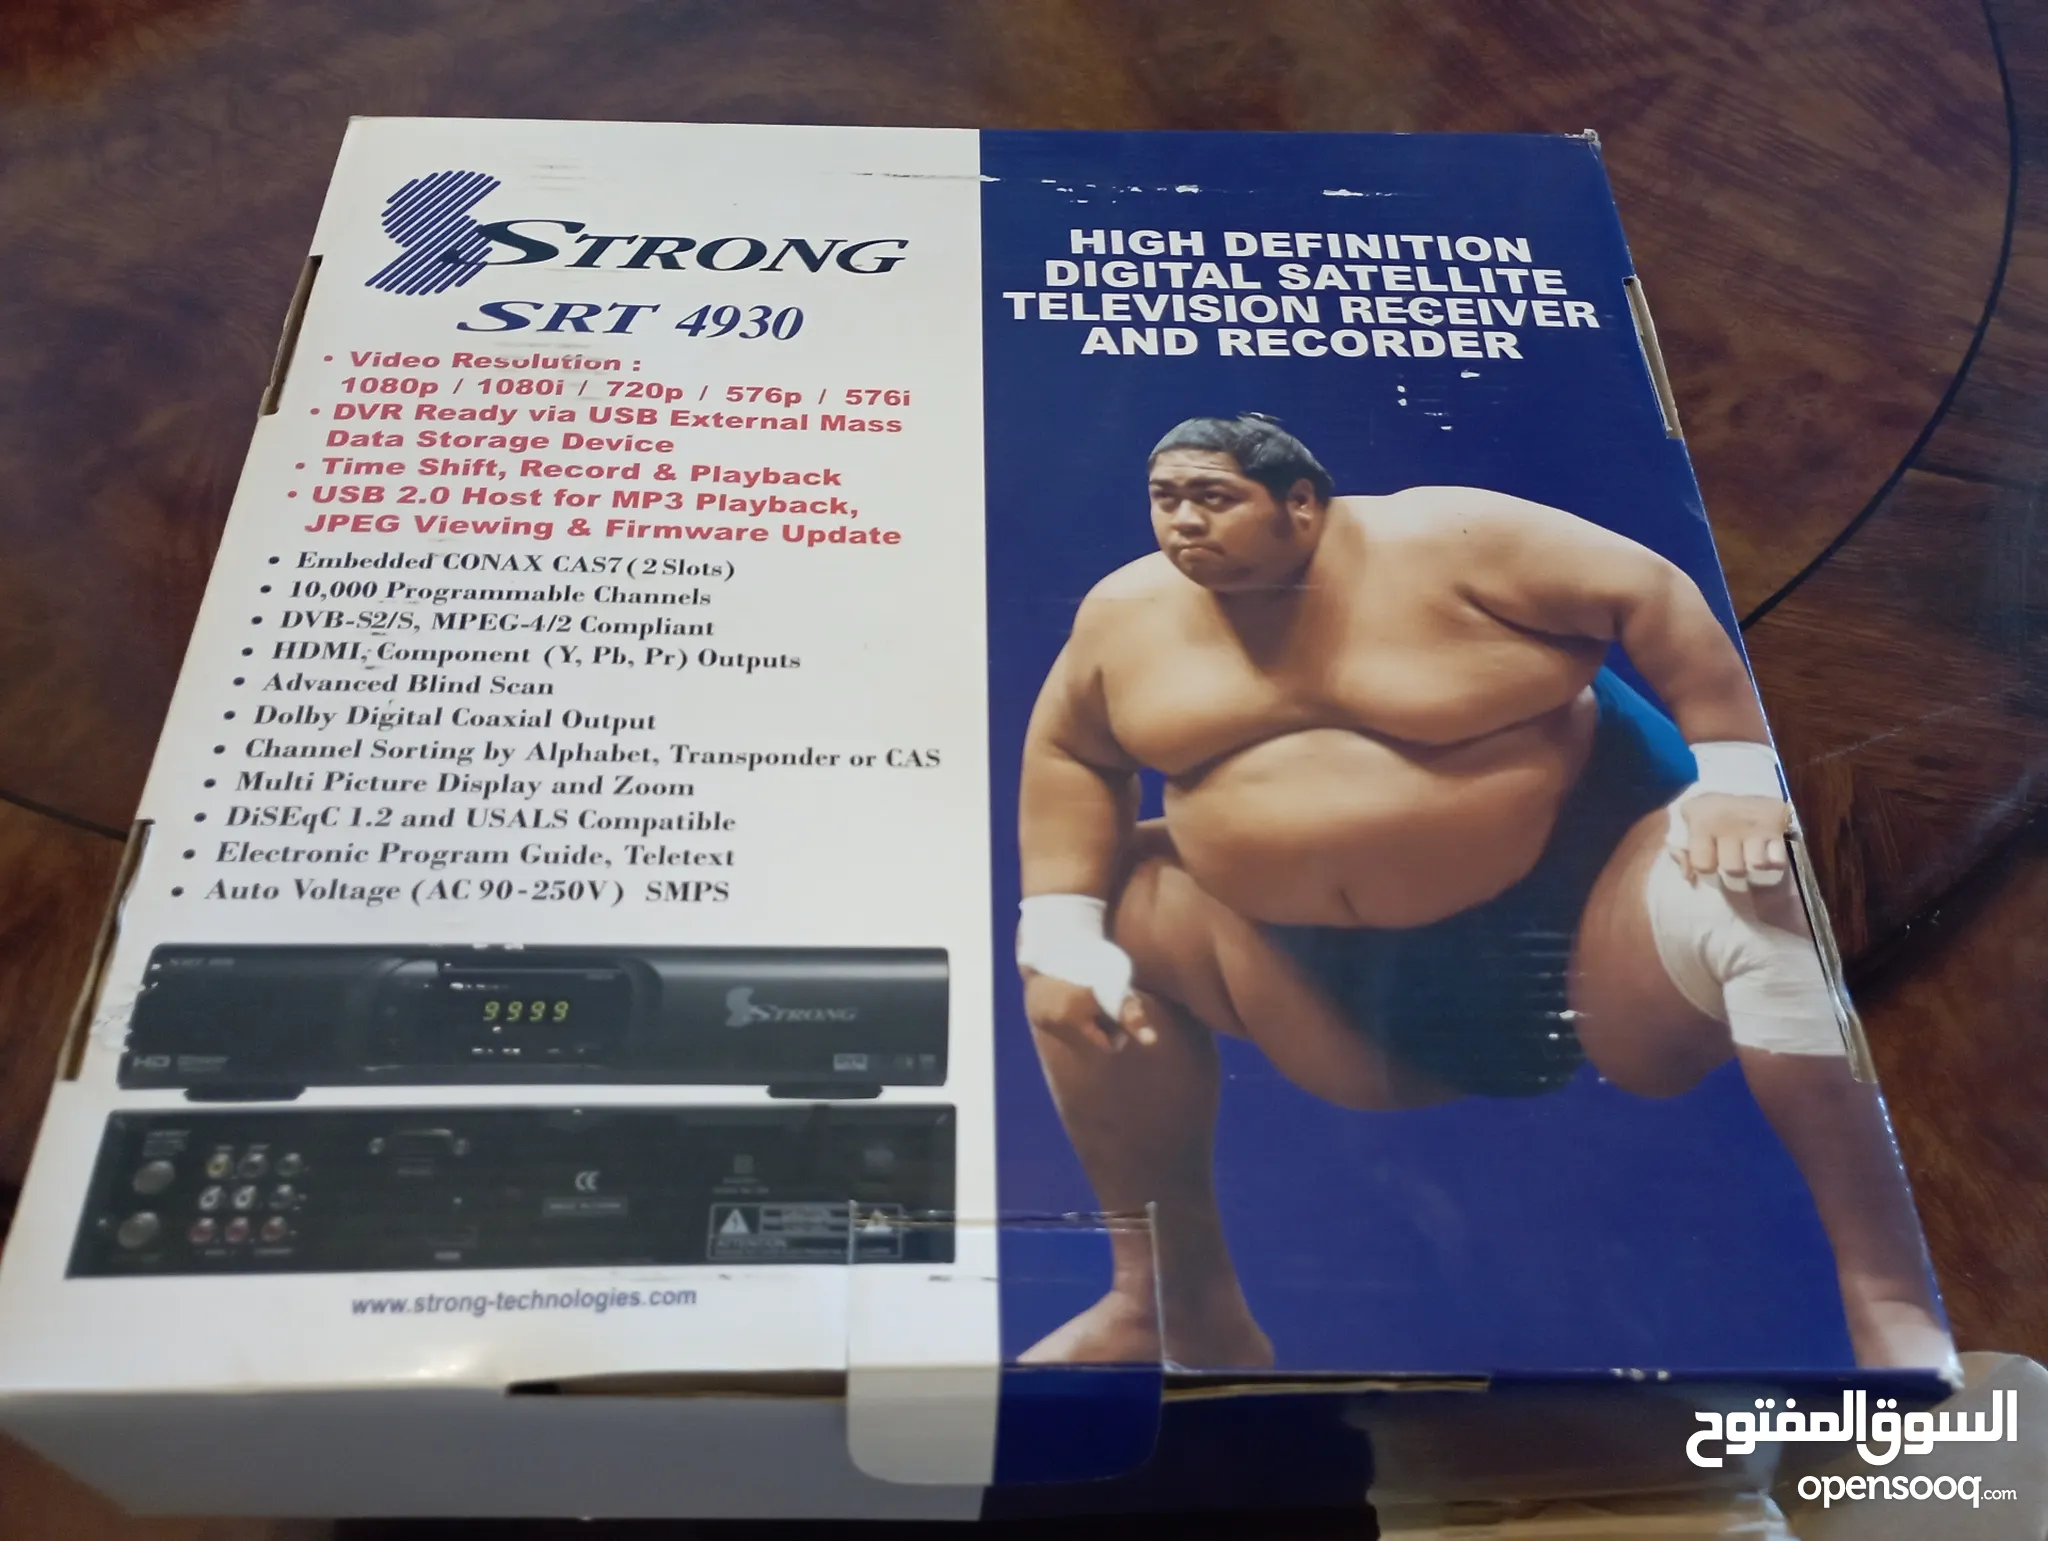 STRONG
SRT 4930
• Video Resolution :
1080p / 1080i / 720p / 576p / 576i
• DVR Ready via USB External Mass
Data Storage Device
• Time Shift, Record & Playback
• USB 2.0 Host for MP3 Playback,
JPEG Viewing & Firmware Update
• Embedded CONAX CAS7 (2 Slots)
• 10,000 Programmable Channels
• DVB-S2/S, MPEG-4/2 Compliant
• HDMI, Component (Y, Pb, Pr) Outputs
• Advanced Blind Scan
• Dolby Digital Coaxial Output
• Channel Sorting by Alphabet, Transponder or CAS
• Multi Picture Display and Zoom
• DiSEqC 1.2 and USALS Compatible
• Electronic Program Guide, Teletext
• Auto Voltage (AC 90-250V) SMPS
9999
STRONG
HD
CE
www.strong-technologies.com
HIGH DEFINITION
DIGITAL SATELLITE
TELEVISION RECEIVER
AND RECORDER
السوق المفتوح
opensooq.com